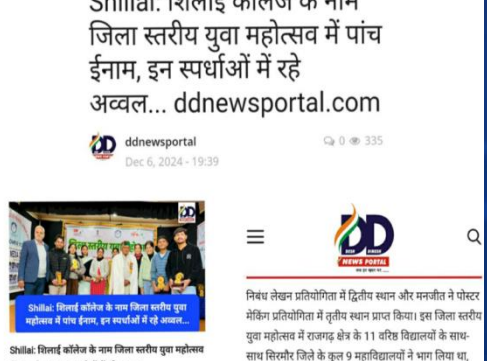 Shillai: शिलाई कॉलेज के नाम
जिला स्तरीय युवा महोत्सव में पांच
ईनाम, इन स्पर्धाओं में रहे
अव्वल... ddnewsportal.com
ddnewsportal
0 335
Dec 6, 2024 - 19:39
जिला स्तरीय
Shillai: शिलाई कॉलेज के नाम जिला स्तरीय युवा
महोत्सव में पांच ईनाम, इन स्पर्धाओं में रहे अव्वल...
Shillai: शिलाई कॉलेज के नाम जिला स्तरीय युवा महोत्सव
DD
NEWS PORTAL
निबंध लेखन प्रतियोगिता में द्वितीय स्थान और मनजीत ने पोस्टर
मेकिंग प्रतियोगिता में तृतीय स्थान प्राप्त किया। इस जिला स्तरीय
युवा महोत्सव में राजगढ़ क्षेत्र के 11 वरिष्ठ विद्यालयों के साथ-
साथ सिरमौर जिले के कुल 9 महाविद्यालयों ने भाग लिया था,